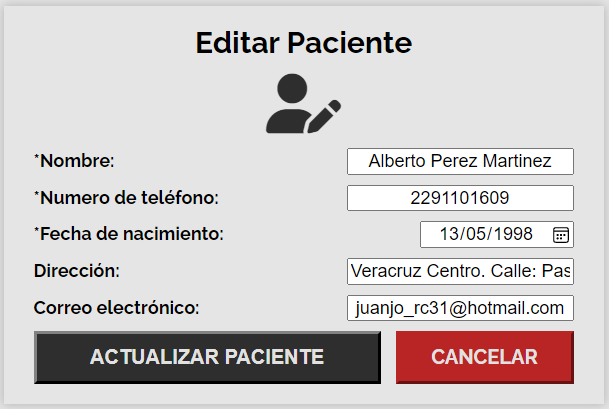 Editar Paciente
*Nombre: Alberto Perez Martinez
*Numero de teléfono: 2291101609
*Fecha de nacimiento: 13/05/1998
Dirección: Veracruz Centro. Calle: Pas
Correo electrónico: juanjo_rc31@hotmail.com
ACTUALIZAR PACIENTE CANCELAR